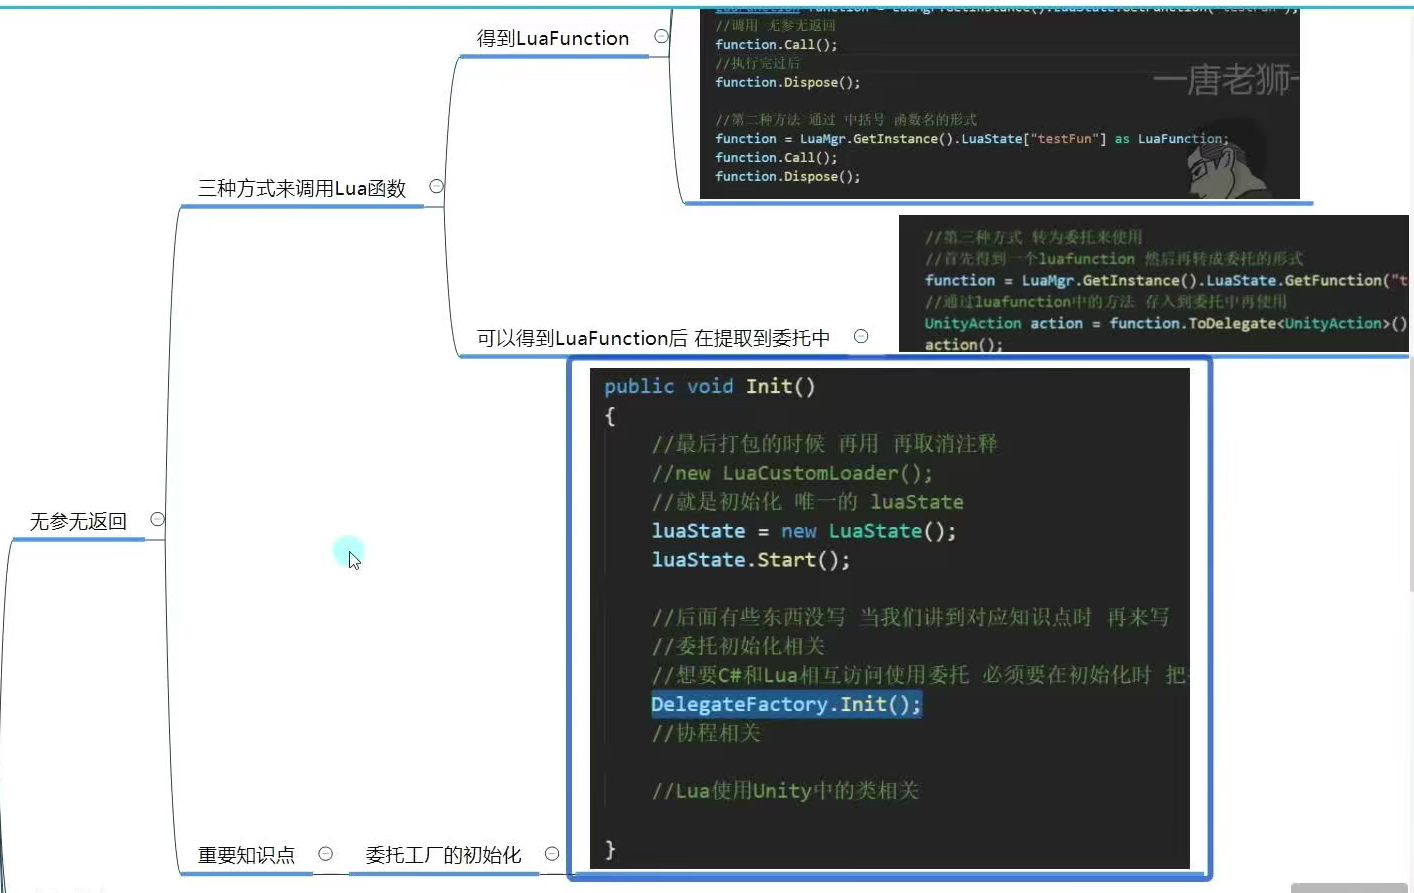 得到LuaFunction
//调用 无参无返回
function.Call();
//执行完过后
function.Dispose();
一唐老狮
//第二种方法 通过 中括号 函数名的形式
function = LuaMgr.GetInstance().LuaState["testFun"] as LuaFunction;
function.Call();
function.Dispose();
三种方式来调用Lua函数
//第三种方式 转为委托来使用
//首先得到一个luafunction 然后再转成委托的形式
function = LuaMgr.GetInstance().LuaState.GetFunction("t
//通过luafunction中的方法 存入到委托中再使用
UnityAction action = function.ToDelegate<UnityAction>()
action();
可以得到LuaFunction后 在提取到委托中
public void Init()
{
//最后打包的时候 再用 再取消注释
//new LuaCustomLoader();
//就是初始化 唯一的 luaState
luaState = new LuaState();
luaState.Start();
//后面有些东西没写 当我们讲到对应知识点时 再来写
//委托初始化相关
//想要C#和Lua相互访问使用委托 必须要在初始化时 把
DelegateFactory.Init();
//协程相关
//Lua使用Unity中的类相关
}
无参无返回
重要知识点
委托工厂的初始化